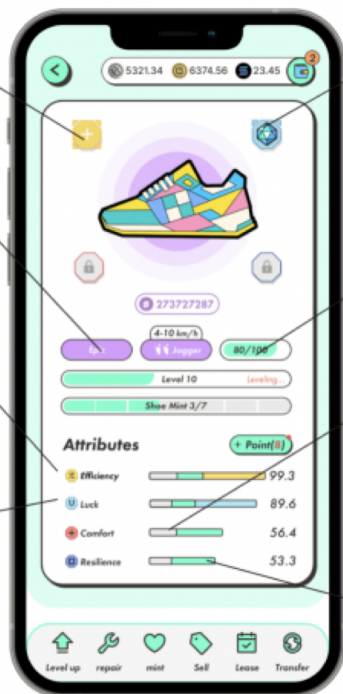 5321.34 6374.56 23.45 2
273727287
4-10 km/h
Epic Jogger 80/100
Level 10 Leveling...
Shoe Mint 3/7
Attributes + Point(8)
Efficiency 99.3
Luck 89.6
Comfort 56.4
Resilience 53.3
Level up repair mint Sell Lease Transfer